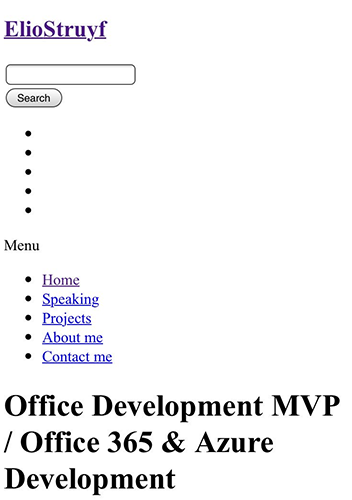 ElioStruyf
Search
Menu
Home
Speaking
Projects
About me
Contact me
Office Development MVP
/ Office 365 & Azure
Development